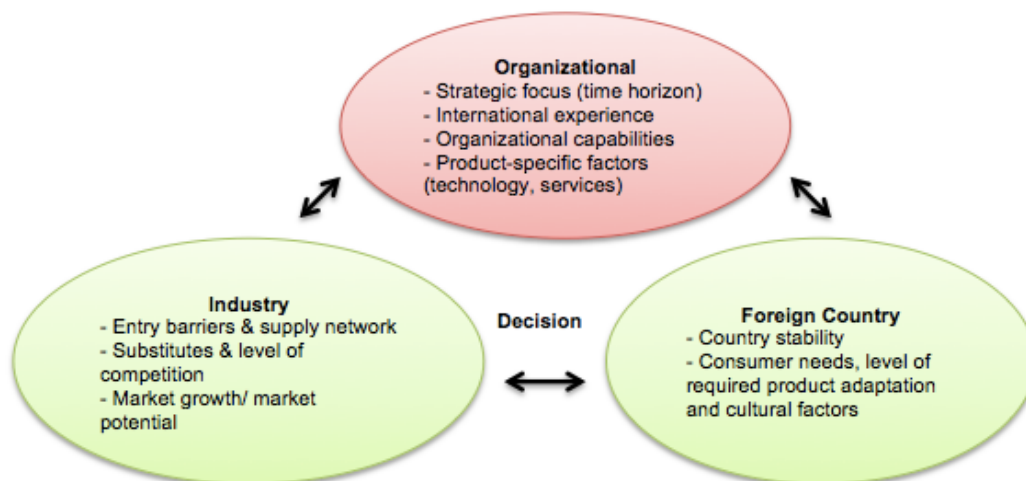 Organizational
- Strategic focus (time horizon)
- International experience
- Organizational capabilities
- Product-specific factors
(technology, services)
Industry
- Entry barriers & supply network
- Substitutes & level of
competition
- Market growth/ market
potential
Decision
Foreign Country
- Country stability
- Consumer needs, level of
required product adaptation
and cultural factors